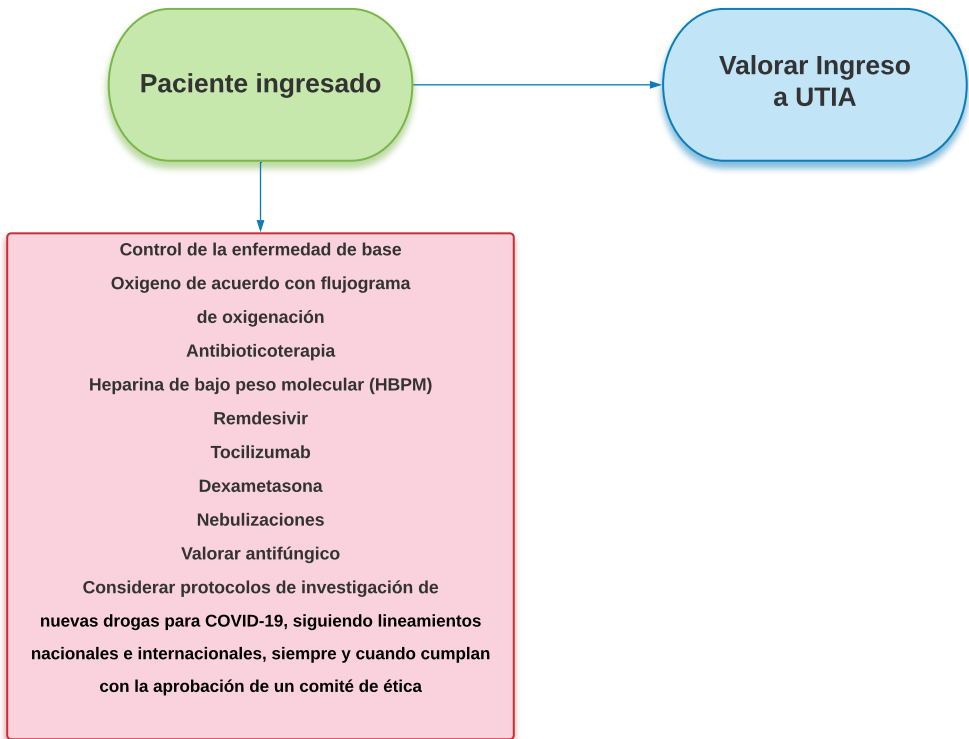 Paciente ingresado
Valorar Ingreso
a UTIA
Control de la enfermedad de base
Oxigeno de acuerdo con flujograma
de oxigenación
Antibioticoterapia
Heparina de bajo peso molecular (HBPM)
Remdesivir
Tocilizumab
Dexametasona
Nebulizaciones
Valorar antifúngico
Considerar protocolos de investigación de
nuevas drogas para COVID-19, siguiendo lineamientos
nacionales e internacionales, siempre y cuando cumplan
con la aprobación de un comité de ética